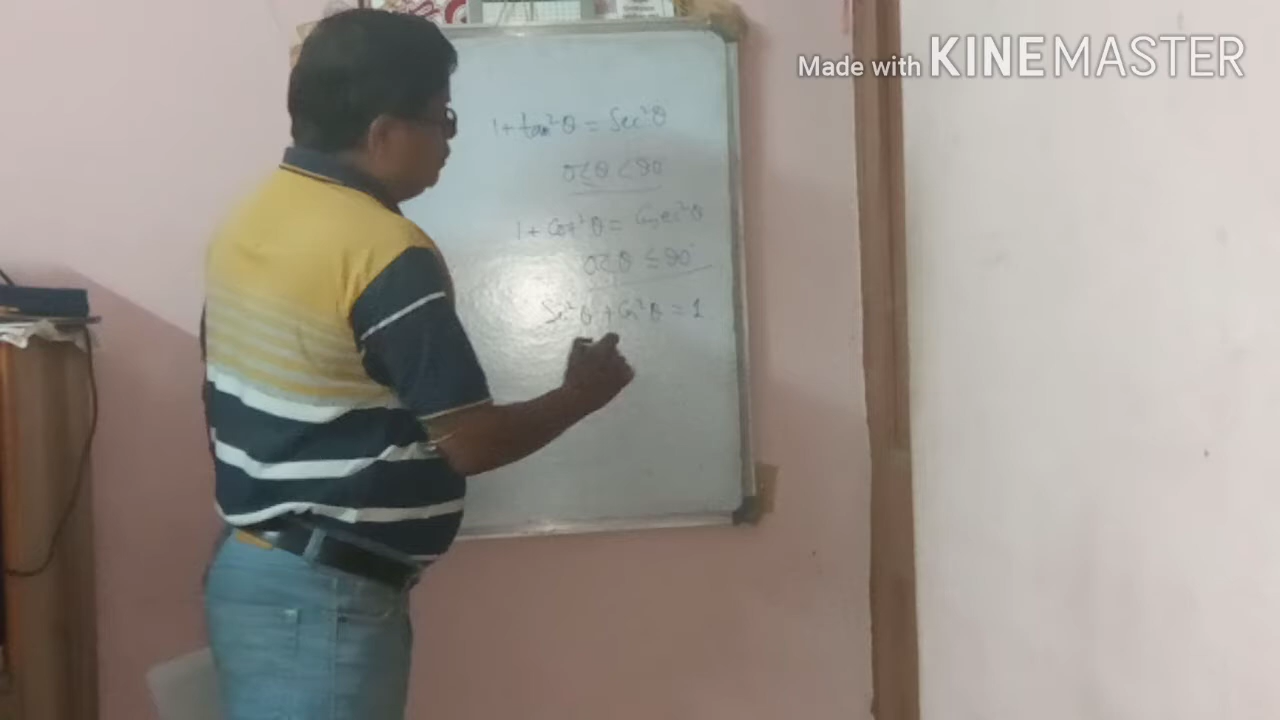 Made with KINEMASTER
1 + tan²θ = Sec²θ
0 ≤ θ < 90
1 + Cot²θ = Cosec²θ
0 < θ ≤ 90°
Sin²θ + Cos²θ = 1